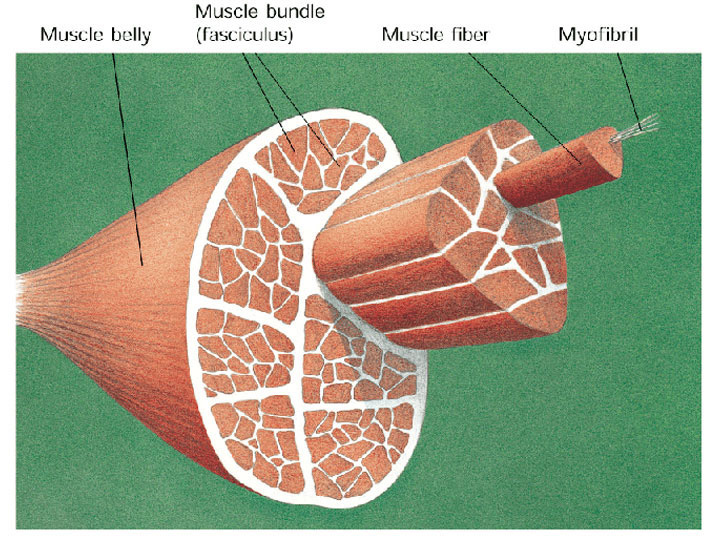 Muscle belly
Muscle bundle
(fasciculus)
Muscle fiber
Myofibril